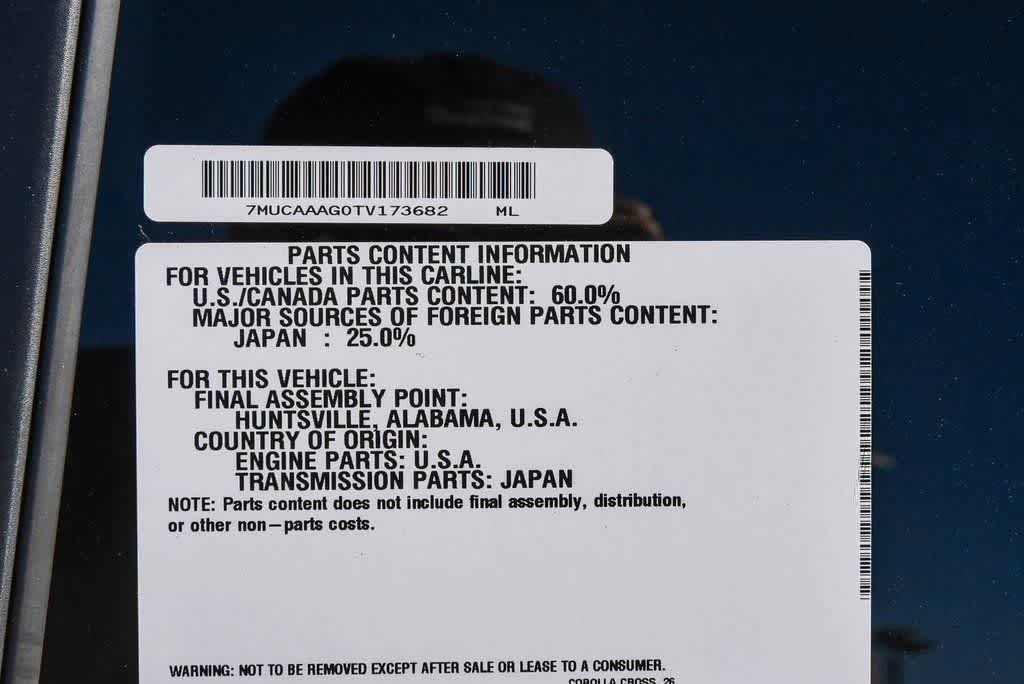 7MUCAAAG0TV173682 ML
PARTS CONTENT INFORMATION
FOR VEHICLES IN THIS CARLINE:
U.S./CANADA PARTS CONTENT: 60.0%
MAJOR SOURCES OF FOREIGN PARTS CONTENT:
JAPAN : 25.0%
FOR THIS VEHICLE:
FINAL ASSEMBLY POINT:
HUNTSVILLE, ALABAMA, U.S.A.
COUNTRY OF ORIGIN:
ENGINE PARTS: U.S.A.
TRANSMISSION PARTS: JAPAN
NOTE: Parts content does not include final assembly, distribution,
or other non-parts costs.
WARNING: NOT TO BE REMOVED EXCEPT AFTER SALE OR LEASE TO A CONSUMER.
COROLLA CROSS, 26